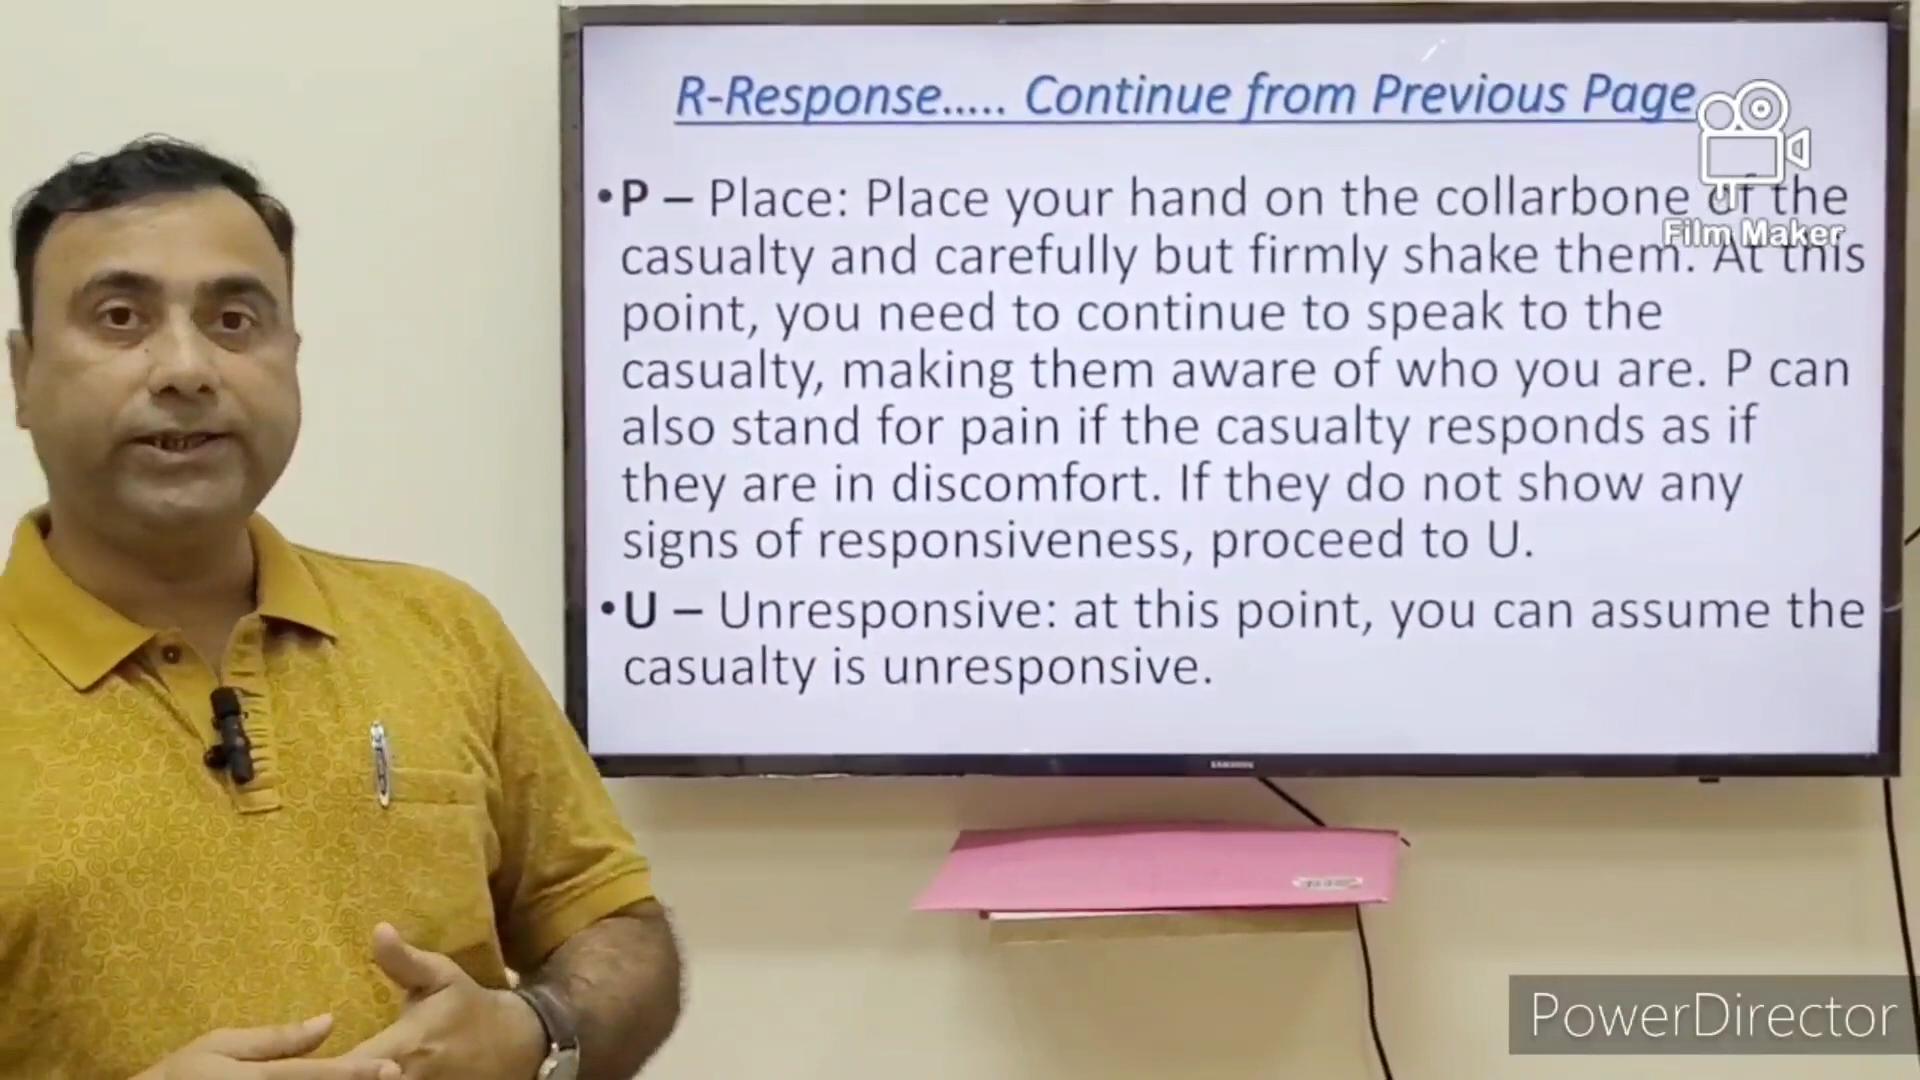 R-Response..... Continue from Previous Page
•P – Place: Place your hand on the collarbone of the
casualty and carefully but firmly shake them. At this
point, you need to continue to speak to the
casualty, making them aware of who you are. P can
also stand for pain if the casualty responds as if
they are in discomfort. If they do not show any
signs of responsiveness, proceed to U.
•U – Unresponsive: at this point, you can assume the
casualty is unresponsive.
Film Maker
SAMSUNG
PowerDirector